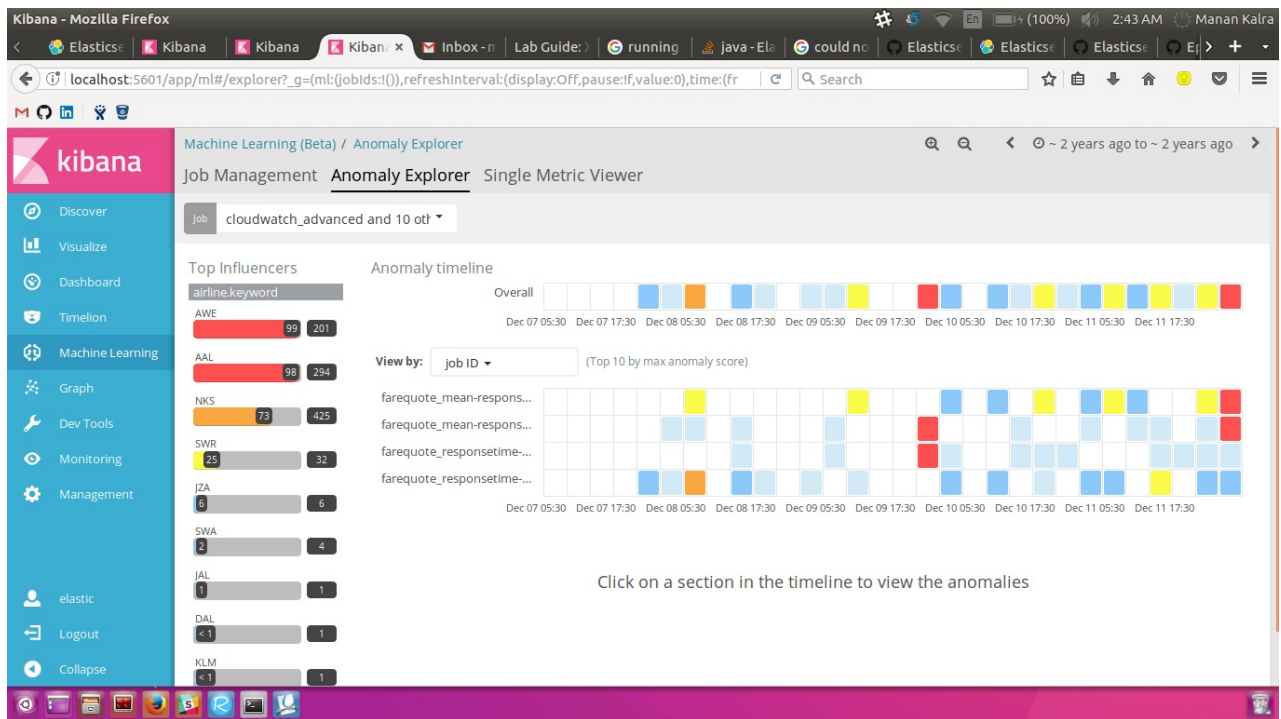 Kibana - Mozilla Firefox
En (100%) 2:43 AM Manan Kalra
Elasticse Kibana Kibana Kibana × Inbox - m Lab Guide: running java - Ela could no Elasticse Elasticse Elasticse
localhost:5601/app/ml#/explorer?_g=(ml:(jobIds:!()),refreshInterval:(display:Off,pause:!f,value:0),time:(fr Search
kibana
Discover
Visualize
Dashboard
Timelion
Machine Learning
Graph
Dev Tools
Monitoring
Management
elastic
Logout
Collapse
Machine Learning (Beta) / Anomaly Explorer
~ 2 years ago to ~ 2 years ago
Job Management Anomaly Explorer Single Metric Viewer
Job cloudwatch_advanced and 10 oth
Top Influencers
airline.keyword
AWE
99 201
AAL
98 294
NKS
73 425
SWR
25 32
JZA
6 6
SWA
2 4
JAL
1 1
DAL
< 1 1
KLM
< 1 1
Anomaly timeline
Overall
Dec 07 05:30 Dec 07 17:30 Dec 08 05:30 Dec 08 17:30 Dec 09 05:30 Dec 09 17:30 Dec 10 05:30 Dec 10 17:30 Dec 11 05:30 Dec 11 17:30
View by: job ID (Top 10 by max anomaly score)
farequote_mean-respons...
farequote_mean-respons...
farequote_responsetime-...
farequote_responsetime-...
Dec 07 05:30 Dec 07 17:30 Dec 08 05:30 Dec 08 17:30 Dec 09 05:30 Dec 09 17:30 Dec 10 05:30 Dec 10 17:30 Dec 11 05:30 Dec 11 17:30
Click on a section in the timeline to view the anomalies